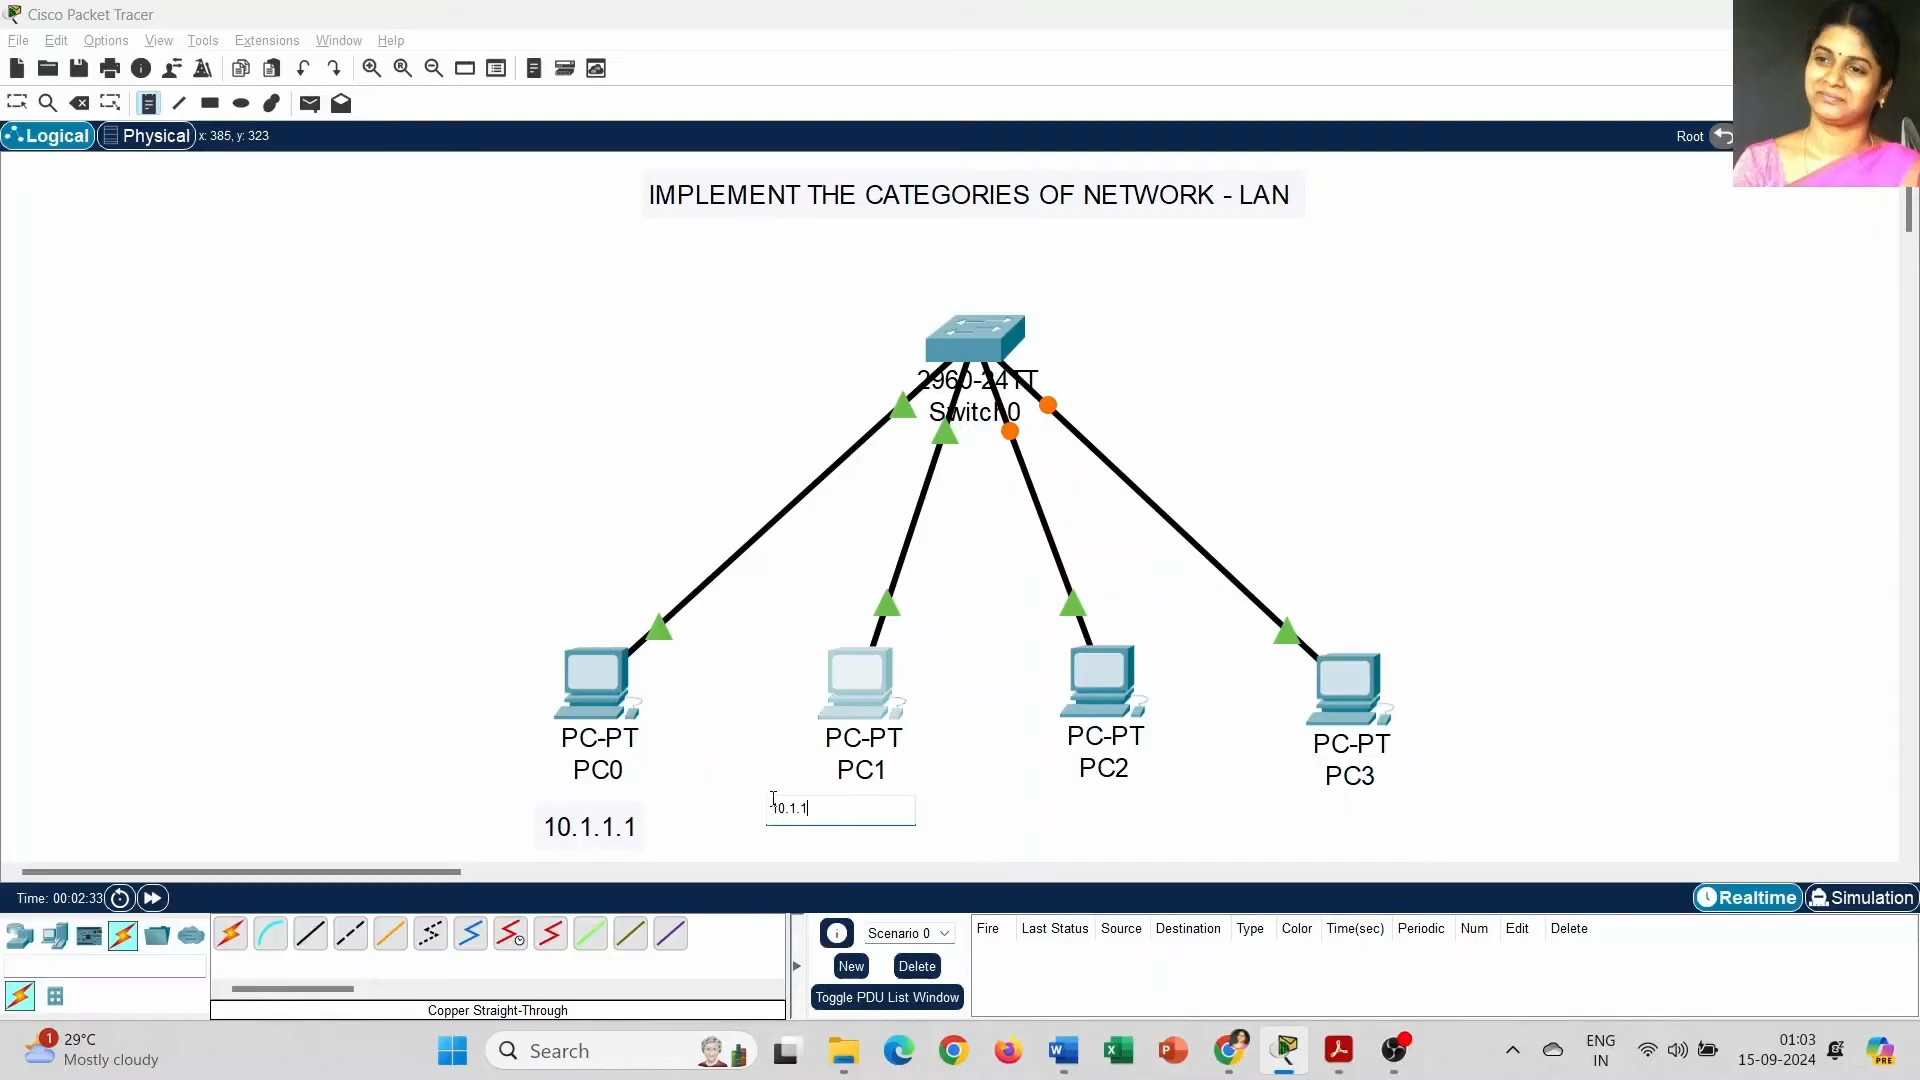 Cisco Packet Tracer
File Edit Options View Tools Extensions Window Help
Logical Physical x: 385, y: 323
Root
IMPLEMENT THE CATEGORIES OF NETWORK - LAN
2960-24TT
Switch0
PC-PT
PC0
PC-PT
PC1
PC-PT
PC2
PC-PT
PC3
10.1.1.1
10.1.1
Time: 00:02:33
Realtime Simulation
Scenario 0
New Delete
Toggle PDU List Window
Fire Last Status Source Destination Type Color Time(sec) Periodic Num Edit Delete
Copper Straight-Through
1
29°C
Mostly cloudy
Search
ENG
IN
01:03
15-09-2024
PRE